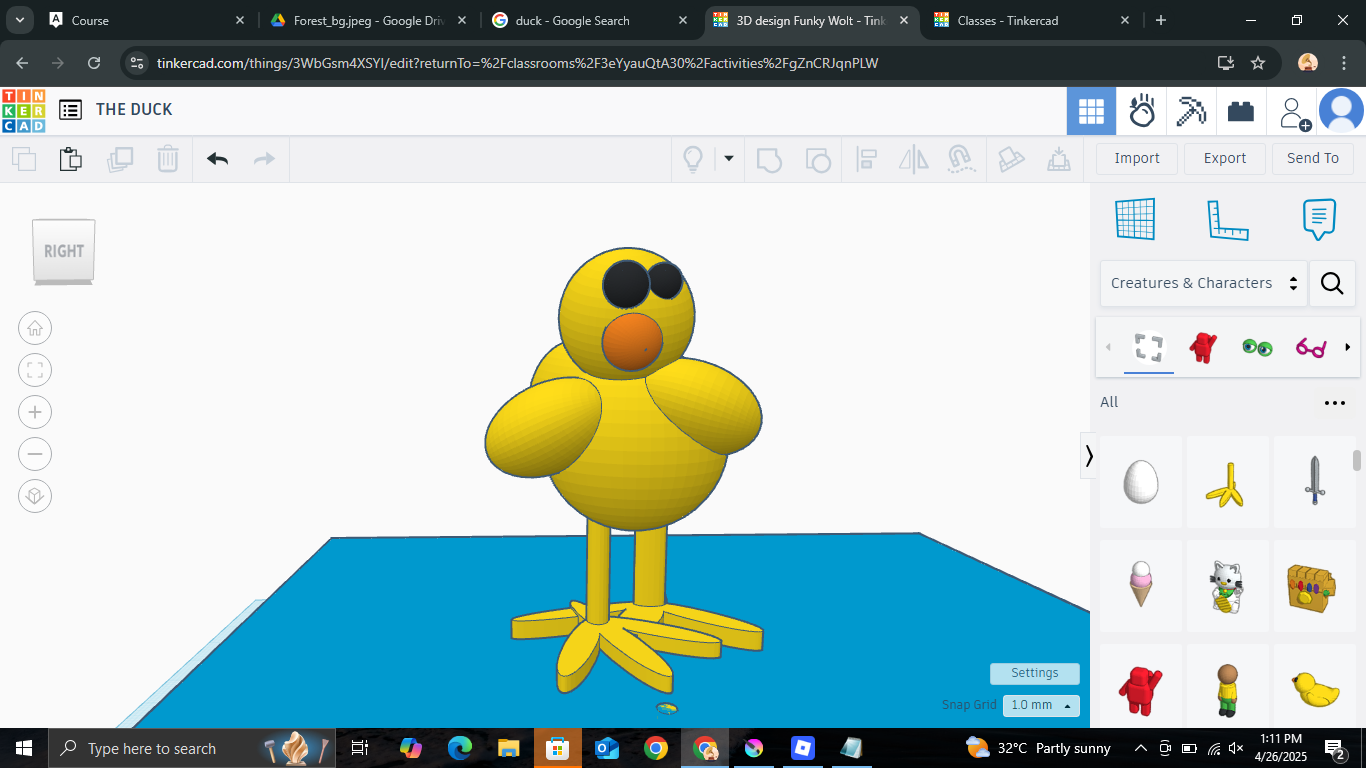 Course
Forest_bg.jpeg - Google Driv
duck - Google Search
3D design Funky Wolt - Tink
Classes - Tinkercad
tinkercad.com/things/3WbGsm4XSYI/edit?returnTo=%2Fclassrooms%2F3eYyauQtA30%2Factivities%2FgZnCRJqnPLW
TIN
KER
CAD
THE DUCK
Import
Export
Send To
RIGHT
Creatures & Characters
All
Settings
Snap Grid
1.0 mm
Type here to search
32°C Partly sunny
1:11 PM
4/26/2025
2